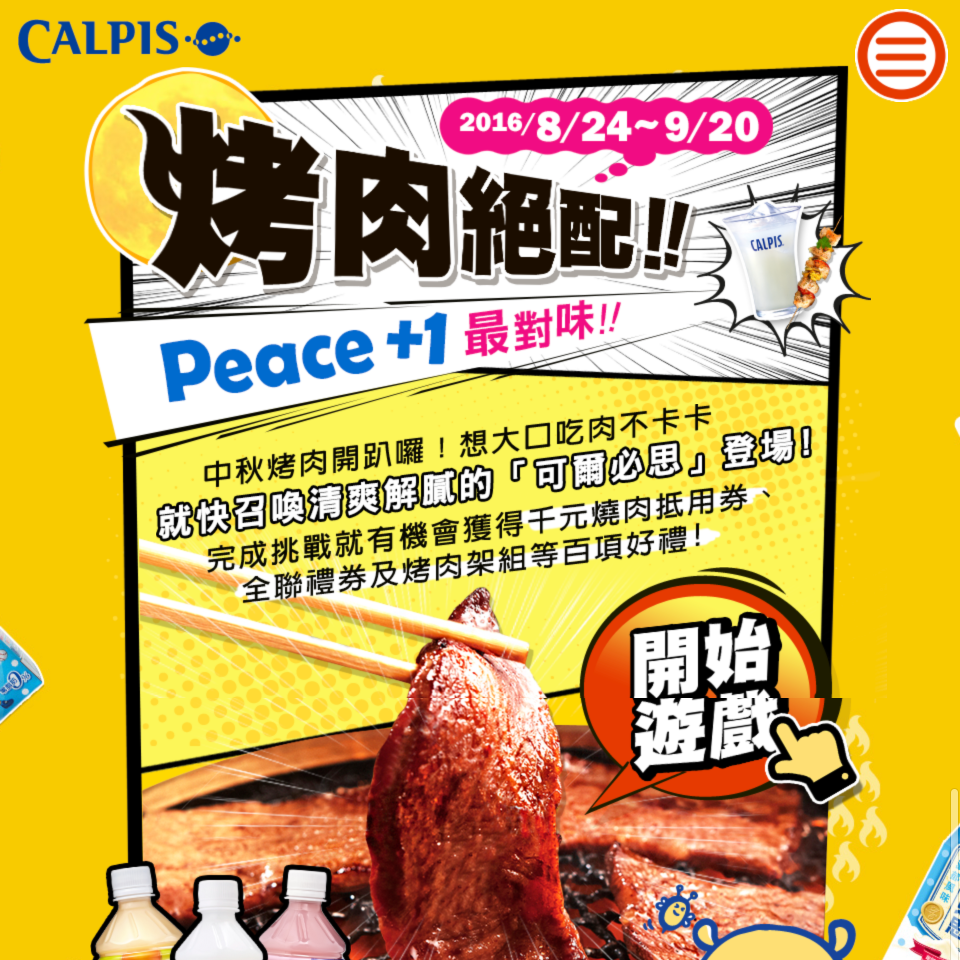 CALPIS
2016/8/24~9/20
烤肉絕配!!
CALPIS
Peace +1 最對味!!
中秋烤肉開趴囉！想大口吃肉不卡卡
就快召喚清爽解膩的「可爾必思」登場!
完成挑戰就有機會獲得千元燒肉抵用券、
全聯禮券及烤肉架組等百項好禮!
開始
遊戲